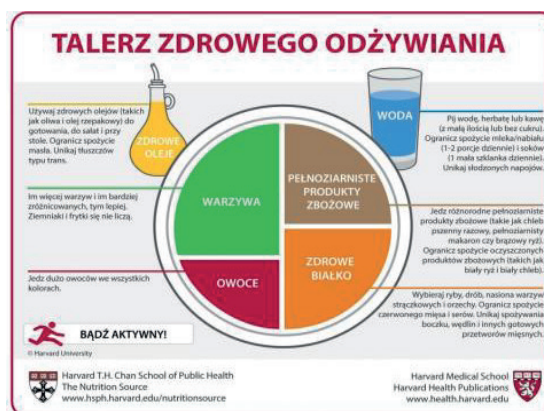 TALERZ ZDROWEGO ODŻYWIANIA
Używaj zdrowych olejów (takich
jak oliwa i olej rzepakowy) do
gotowania, do sałat i przy
stole. Ogranicz spożycie
masła. Unikaj tłuszczów
typu trans.
ZDROWE
OLEJE
WODA
Pij wodę, herbatę lub kawę
(z małą ilością lub bez cukru).
Ogranicz spożycie mleka/nabiału
(1-2 porcje dziennie) i soków
(1 mała szklanka dziennie).
Unikaj słodzonych napojów.
Im więcej warzyw i im bardziej
zróżnicowanych, tym lepiej.
Ziemniaki i frytki się nie liczą.
WARZYWA
PEŁNOZIARNISTE
PRODUKTY
ZBOŻOWE
Jedz różnorodne pełnoziarniste
produkty zbożowe (takie jak chleb
pszenny razowy, pełnoziarnisty
makaron czy brązowy ryż).
Ogranicz spożycie oczyszczonych
produktów zbożowych (takich jak
biały ryż i biały chleb).
Jedz dużo owoców we wszystkich
kolorach.
OWOCE
ZDROWE
BIAŁKO
Wybieraj ryby, drób, nasiona warzyw
strączkowych i orzechy. Ogranicz spożycie
czerwonego mięsa i serów. Unikaj spożywania
boczku, wędlin i innych gotowych
przetworów mięsnych.
BĄDŹ AKTYWNY!
© Harvard University
Harvard T.H. Chan School of Public Health
The Nutrition Source
www.hsph.harvard.edu/nutritionsource
Harvard Medical School
Harvard Health Publications
www.health.harvard.edu